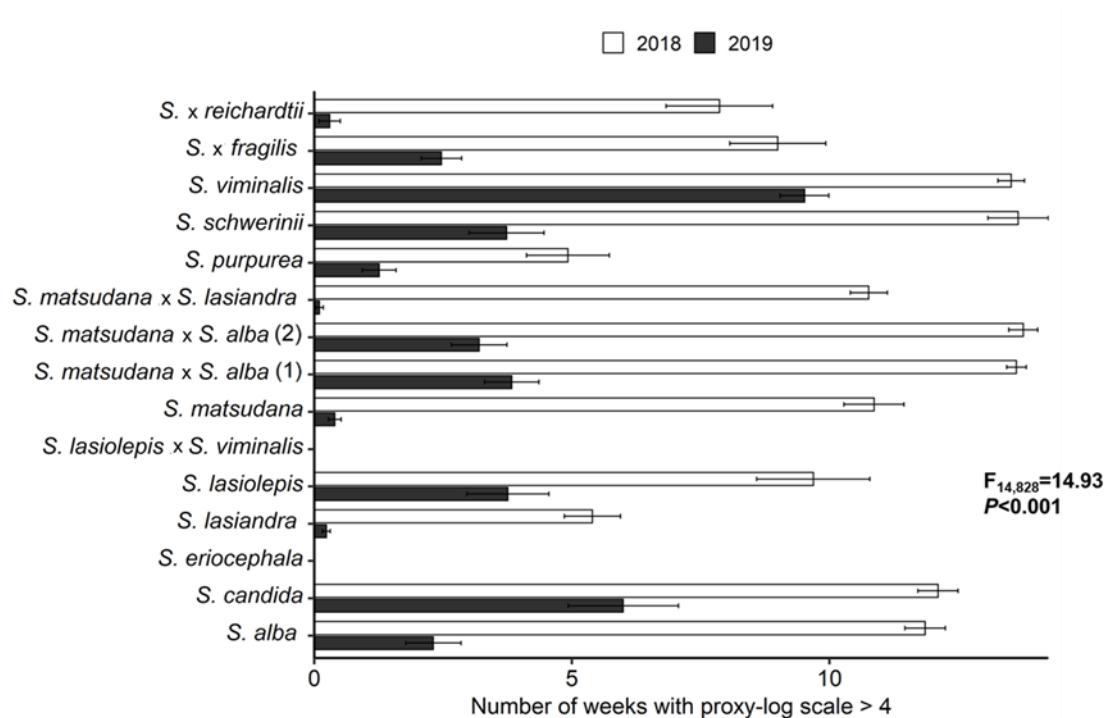 2018 2019
S. x reichardtii
S. x fragilis
S. viminalis
S. schwerinii
S. purpurea
S. matsudana x S. lasiandra
S. matsudana x S. alba (2)
S. matsudana x S. alba (1)
S. matsudana
S. lasiolepis x S. viminalis
S. lasiolepis
S. lasiandra
S. eriocephala
S. candida
S. alba
F14,828=14.93
P<0.001
0 5 10
Number of weeks with proxy-log scale > 4